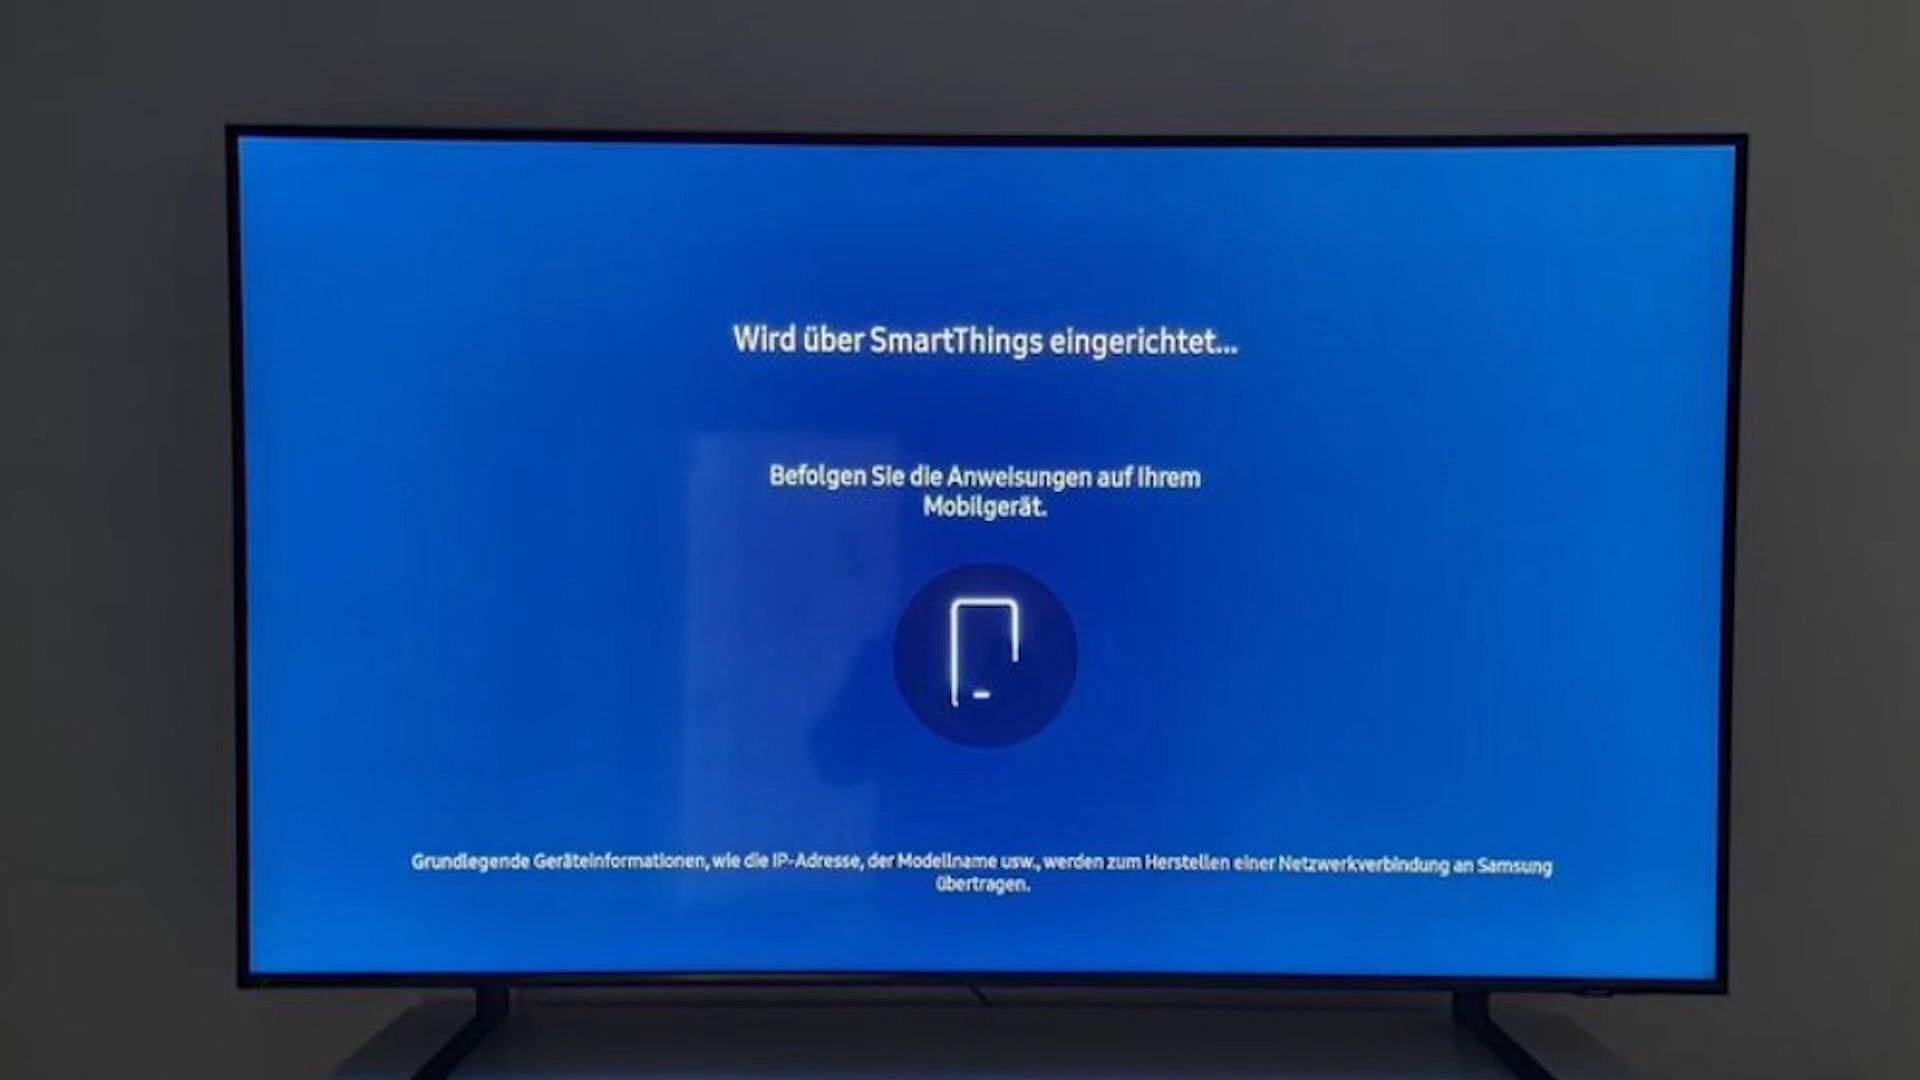 Wird über SmartThings eingerichtet...
Befolgen Sie die Anweisungen auf Ihrem
Mobilgerät.
Grundlegende Geräteinformationen, wie die IP-Adresse, der Modellname usw., werden zum Herstellen einer Netzwerkverbindung an Samsung
übertragen.